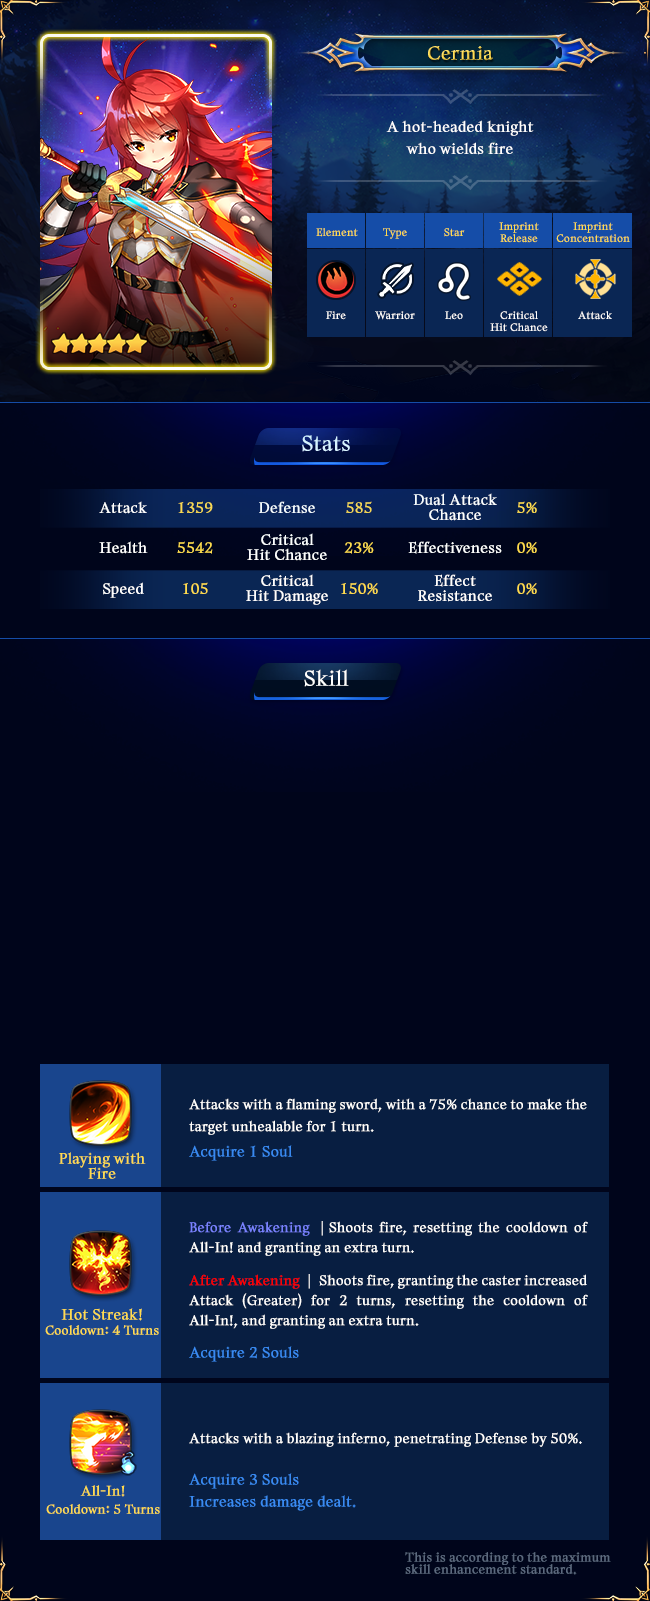 Cermia
A hot-headed knight
who wields fire
Element
Type
Star
Imprint
Release
Imprint
Concentration
Fire
Warrior
Leo
Critical
Hit Chance
Attack
Stats
Attack 1359
Defense 585
Dual Attack
Chance 5%
Health 5542
Critical
Hit Chance 23%
Effectiveness 0%
Speed 105
Critical
Hit Damage 150%
Effect
Resistance 0%
Skill
Playing with
Fire
Attacks with a flaming sword, with a 75% chance to make the
target unhealable for 1 turn.
Acquire 1 Soul
Hot Streak!
Cooldown: 4 Turns
Before Awakening | Shoots fire, resetting the cooldown of
All-In! and granting an extra turn.
After Awakening | Shoots fire, granting the caster increased
Attack (Greater) for 2 turns, resetting the cooldown of
All-In!, and granting an extra turn.
Acquire 2 Souls
All-In!
Cooldown: 5 Turns
Attacks with a blazing inferno, penetrating Defense by 50%.
Acquire 3 Souls
Increases damage dealt.
This is according to the maximum
skill enhancement standard.